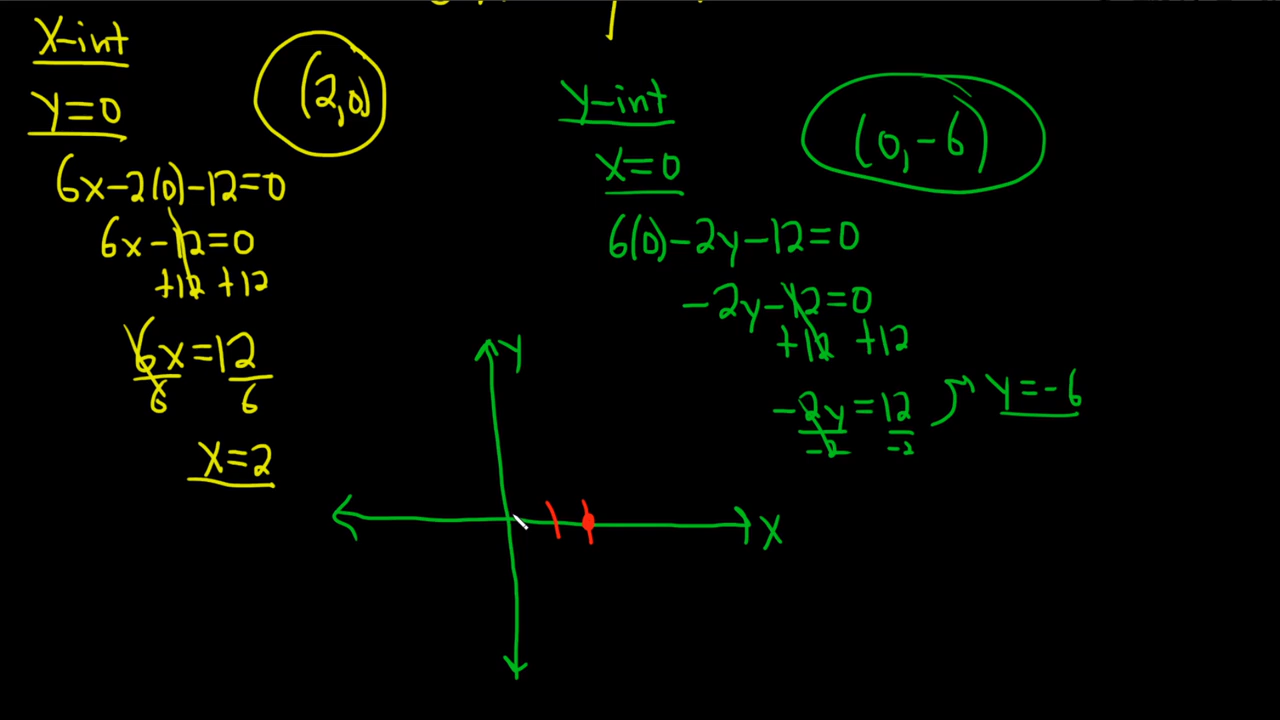 X-int
Y=0
(2,0)
6x-2(0)-12=0
6x-12=0
+12 +12
6x=12
6 6
X=2
Y-int
X=0
(0,-6)
6(0)-2y-12=0
-2y-12=0
+12 +12
-2y=12
-2 -2
Y=-6
Y
X